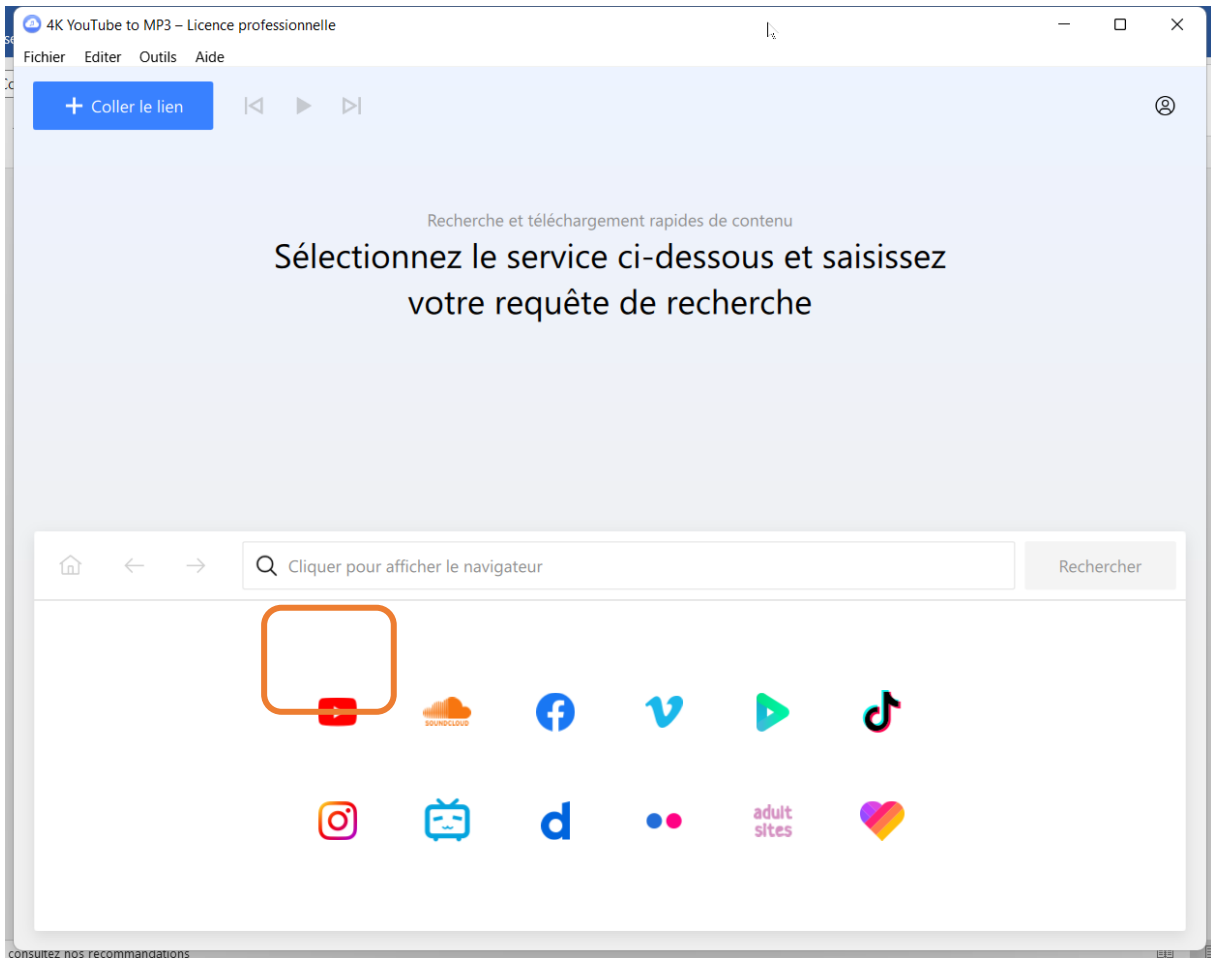 4K YouTube to MP3 – Licence professionnelle
Fichier Editer Outils Aide
Coller le lien
Recherche et téléchargement rapides de contenu
Sélectionnez le service ci-dessous et saisissez
votre requête de recherche
Cliquer pour afficher le navigateur
Rechercher
SOUNDCLOUD
adult
sites
consultez nos recommandations